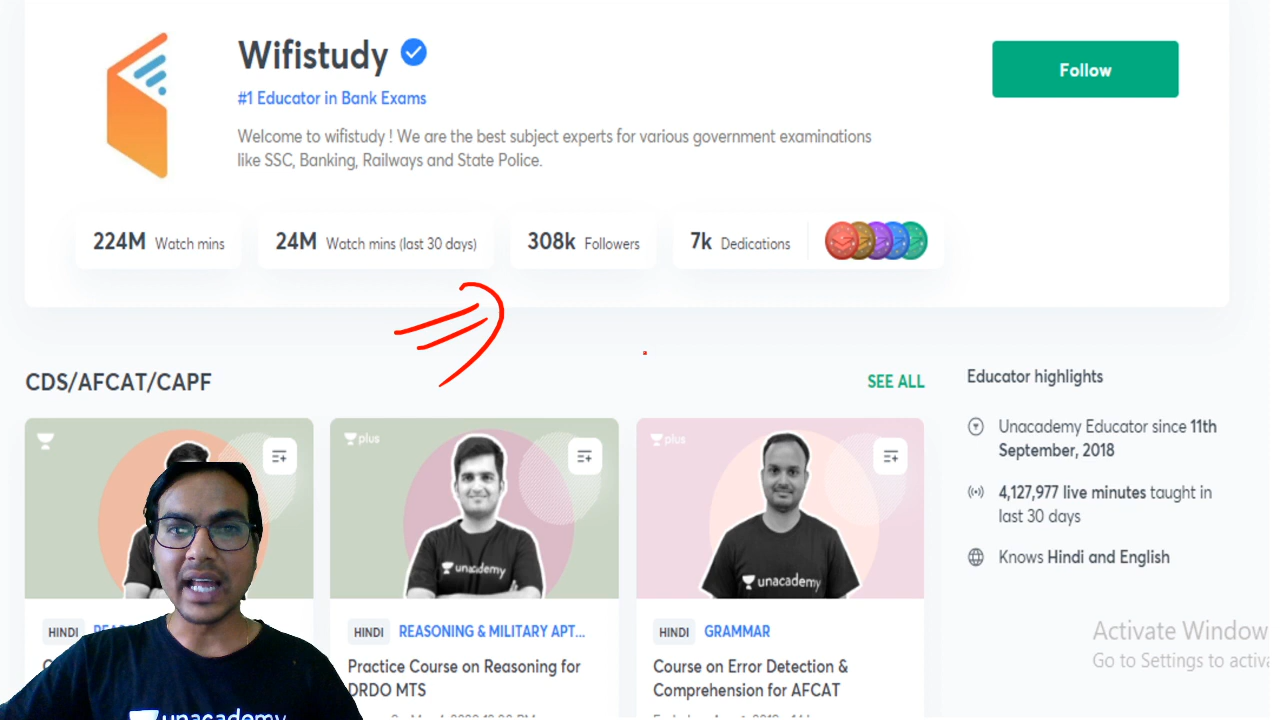 Wifistudy
Follow
#1 Educator in Bank Exams
Welcome to wifistudy ! We are the best subject experts for various government examinations
like SSC, Banking, Railways and State Police.
224M Watch mins
24M Watch mins (last 30 days)
308k Followers
7k Dedications
CDS/AFCAT/CAPF
SEE ALL
plus
unacademy
HINDI
HINDI REASONING & MILITARY APT...
Practice Course on Reasoning for
DRDO MTS
plus
unacademy
HINDI GRAMMAR
Course on Error Detection &
Comprehension for AFCAT
Educator highlights
Unacademy Educator since 11th
September, 2018
4,127,977 live minutes taught in
last 30 days
Knows Hindi and English
Activate Window
Go to Settings to activa
unacademy